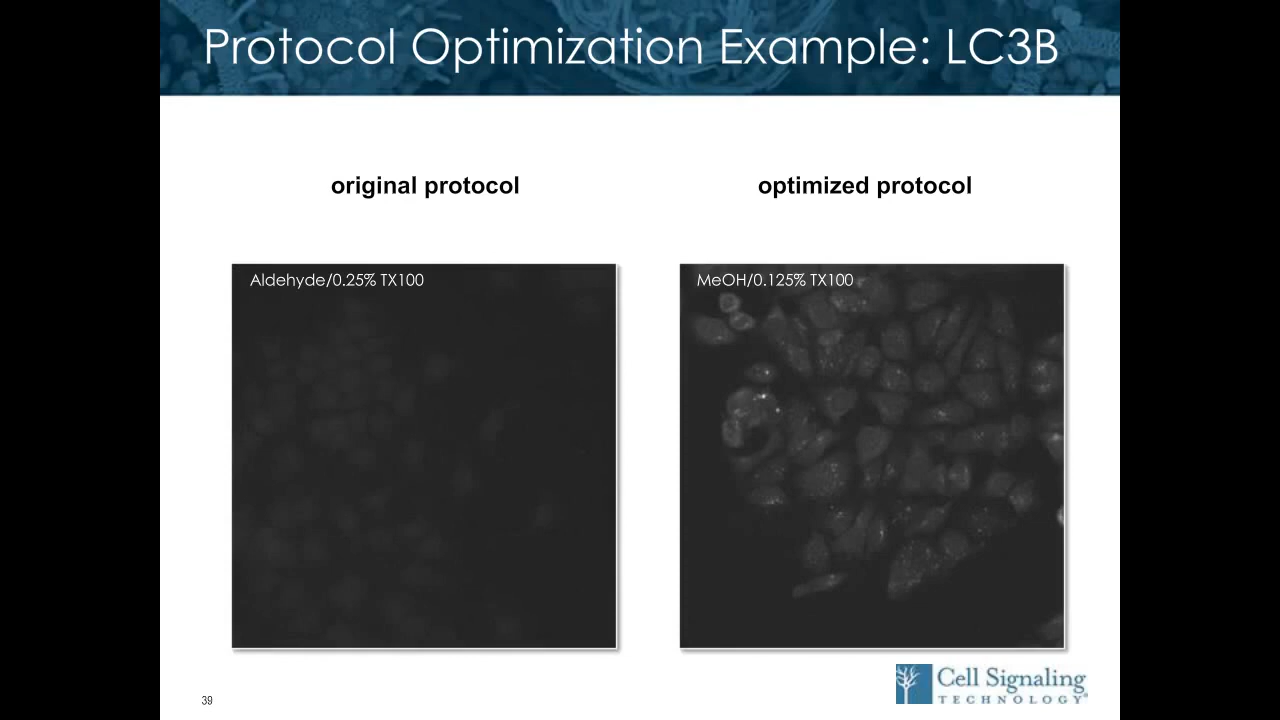 Protocol Optimization Example: LC3B
original protocol
optimized protocol
Aldehyde/0.25% TX100
MeOH/0.125% TX100
39
Cell Signaling
TECHNOLOGY®